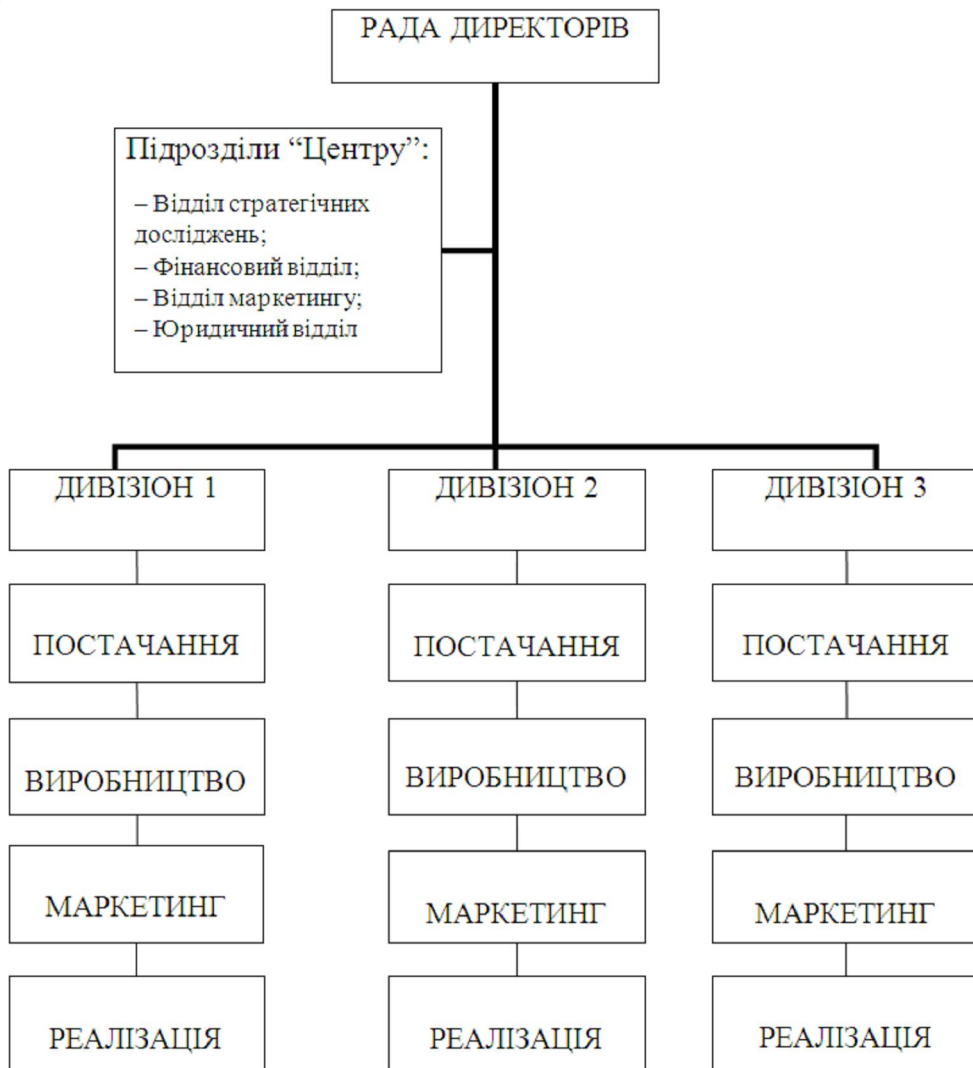 РАДА ДИРЕКТОРІВ
Підрозділи “Центру”:
– Відділ стратегічних
досліджень;
– Фінансовий відділ;
– Відділ маркетингу;
– Юридичний відділ
ДИВІЗІОН 1
ДИВІЗІОН 2
ДИВІЗІОН 3
ПОСТАЧАННЯ
ПОСТАЧАННЯ
ПОСТАЧАННЯ
ВИРОБНИЦТВО
ВИРОБНИЦТВО
ВИРОБНИЦТВО
МАРКЕТИНГ
МАРКЕТИНГ
МАРКЕТИНГ
РЕАЛІЗАЦІЯ
РЕАЛІЗАЦІЯ
РЕАЛІЗАЦІЯ